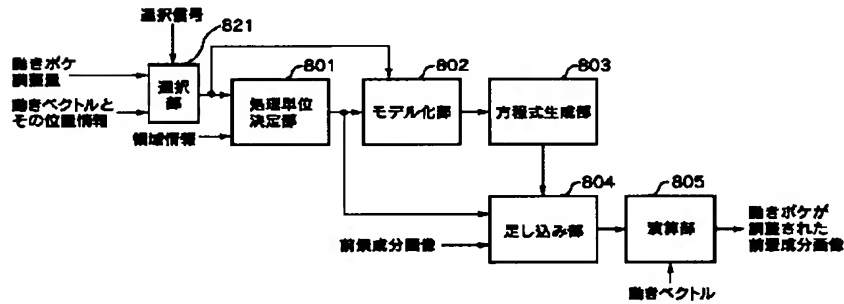 選択信号
821
動きボケ
調整量
動きベクトルと
その位置情報
選択
部
801
処理単位
決定部
領域情報
802
モデル化部
803
方程式生成部
804
足し込み部
前景成分画像
805
演算部
動きベクトル
動きボケが
調整された
前景成分画像